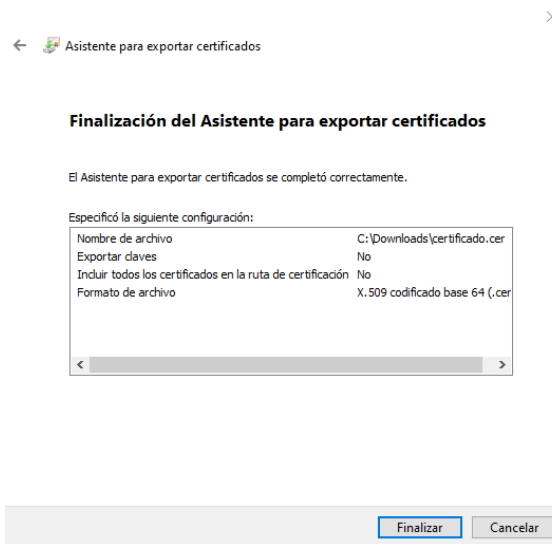 Asistente para exportar certificados
Finalización del Asistente para exportar certificados
El Asistente para exportar certificados se completó correctamente.
Especificó la siguiente configuración:
Nombre de archivo C:\Downloads\certificado.cer
Exportar claves No
Incluir todos los certificados en la ruta de certificación No
Formato de archivo X.509 codificado base 64 (.cer
Finalizar Cancelar